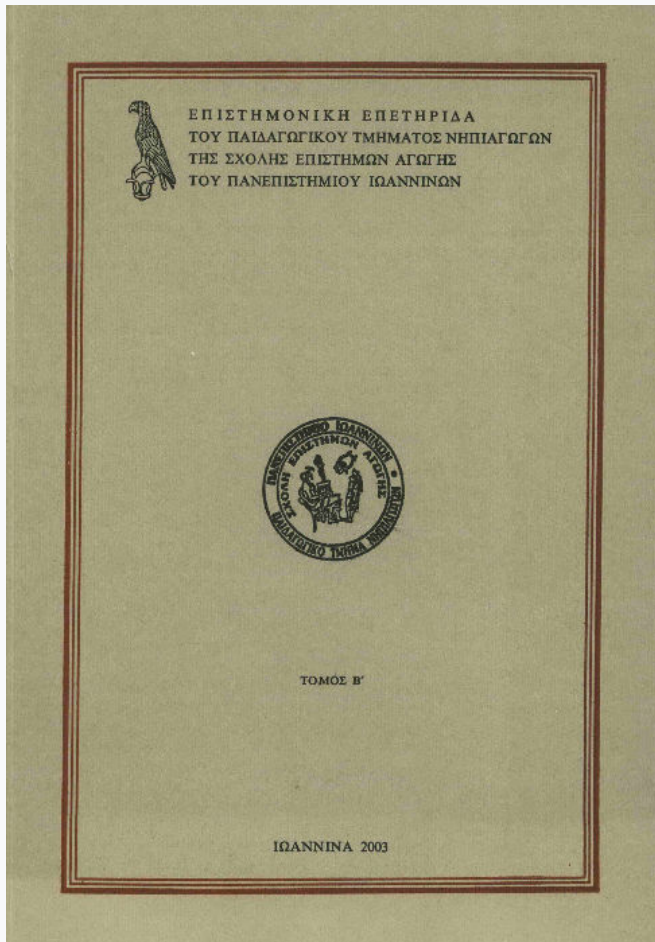 ΕΠΙΣΤΗΜΟΝΙΚΗ ΕΠΕΤΗΡΙΔΑ
ΤΟΥ ΠΑΙΔΑΓΩΓΙΚΟΥ ΤΜΗΜΑΤΟΣ ΝΗΠΙΑΓΩΓΩΝ
ΤΗΣ ΣΧΟΛΗΣ ΕΠΙΣΤΗΜΩΝ ΑΓΩΓΗΣ
ΤΟΥ ΠΑΝΕΠΙΣΤΗΜΙΟΥ ΙΩΑΝΝΙΝΩΝ
ΠΑΝΕΠΙΣΤΗΜΙΟ ΙΩΑΝΝΙΝΩΝ
ΣΧΟΛΗ ΕΠΙΣΤΗΜΩΝ ΑΓΩΓΗΣ
ΠΑΙΔΑΓΩΓΙΚΟ ΤΜΗΜΑ ΝΗΠΙΑΓΩΓΩΝ
ΤΟΜΟΣ Β'
ΙΩΑΝΝΙΝΑ 2003